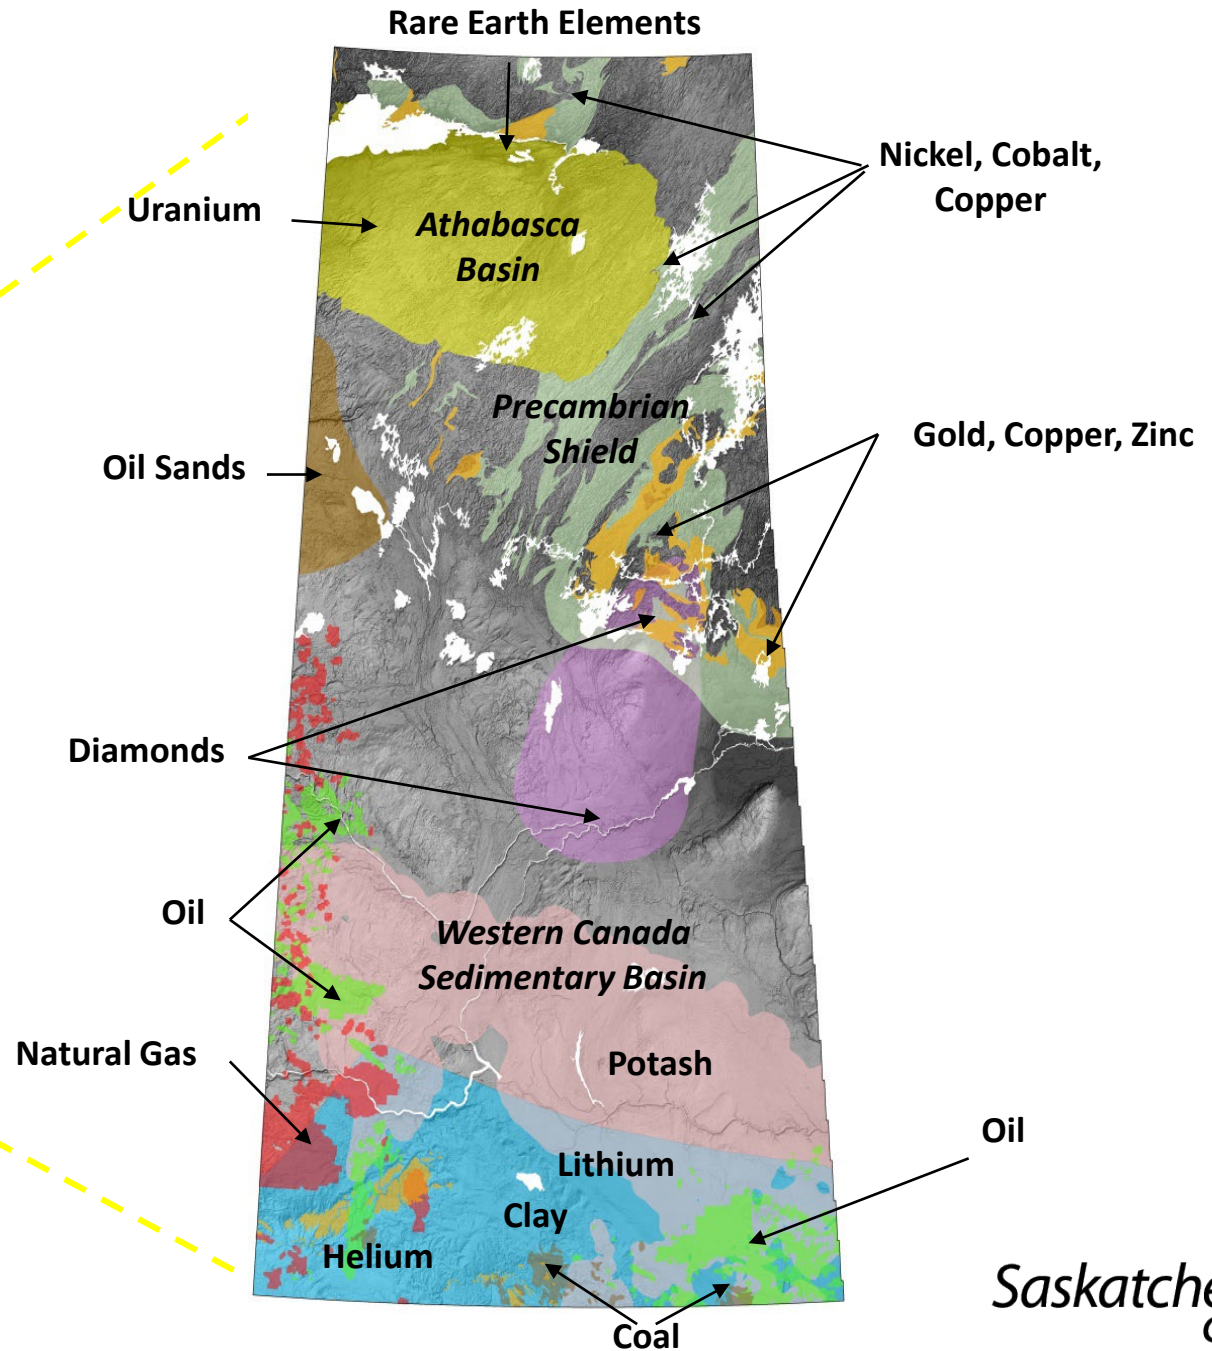 Rare Earth Elements
Nickel, Cobalt,
Copper
Uranium
Athabasca
Basin
Precambrian
Shield
Gold, Copper, Zinc
Oil Sands
Diamonds
Oil
Western Canada
Sedimentary Basin
Natural Gas
Potash
Oil
Lithium
Clay
Helium
Coal